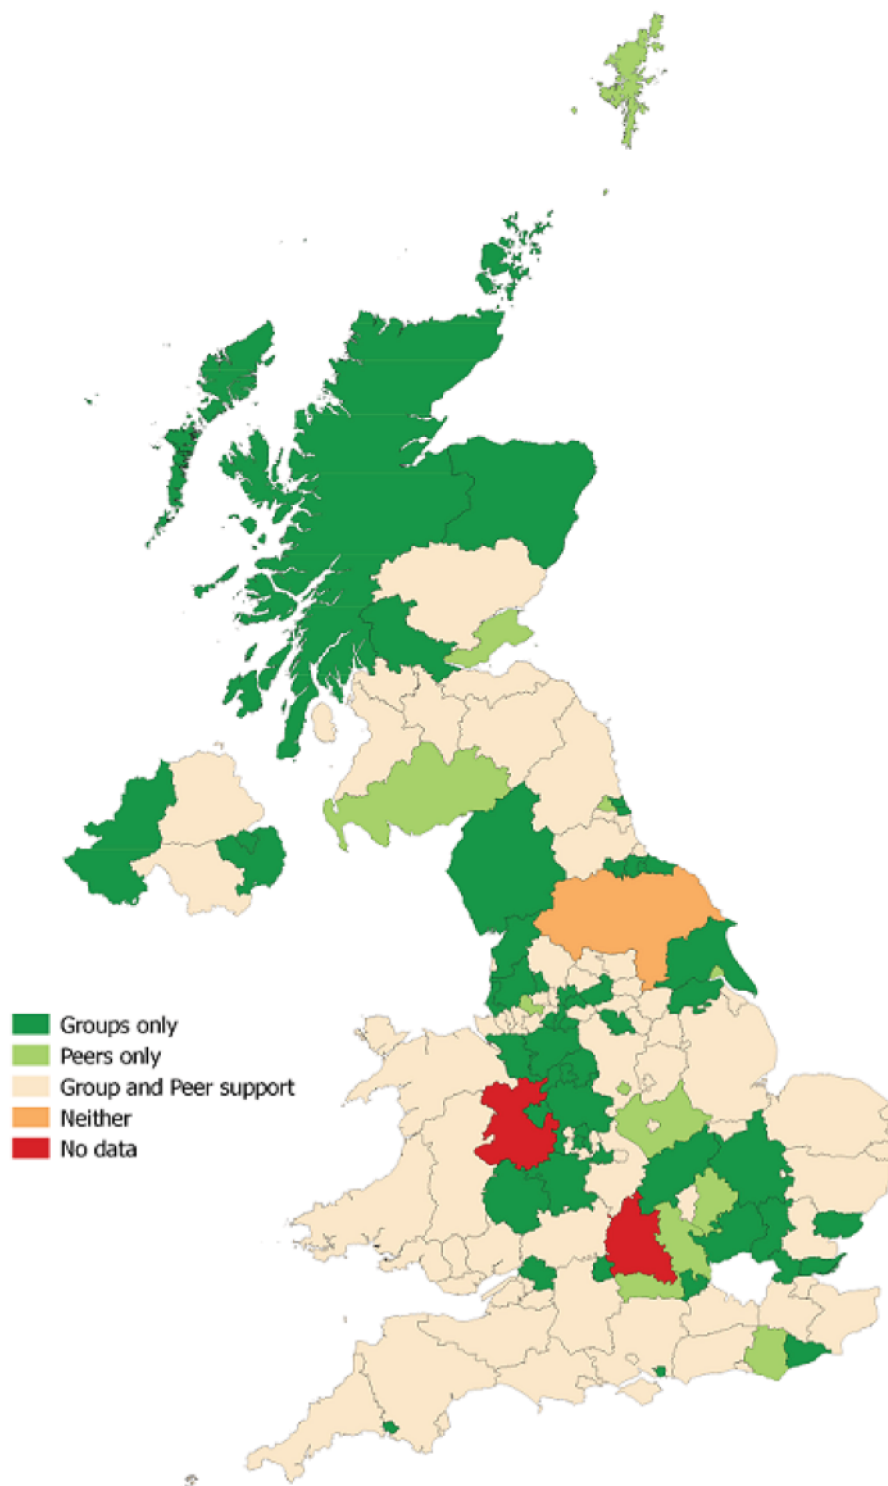 Groups only
Peers only
Group and Peer support
Neither
No data